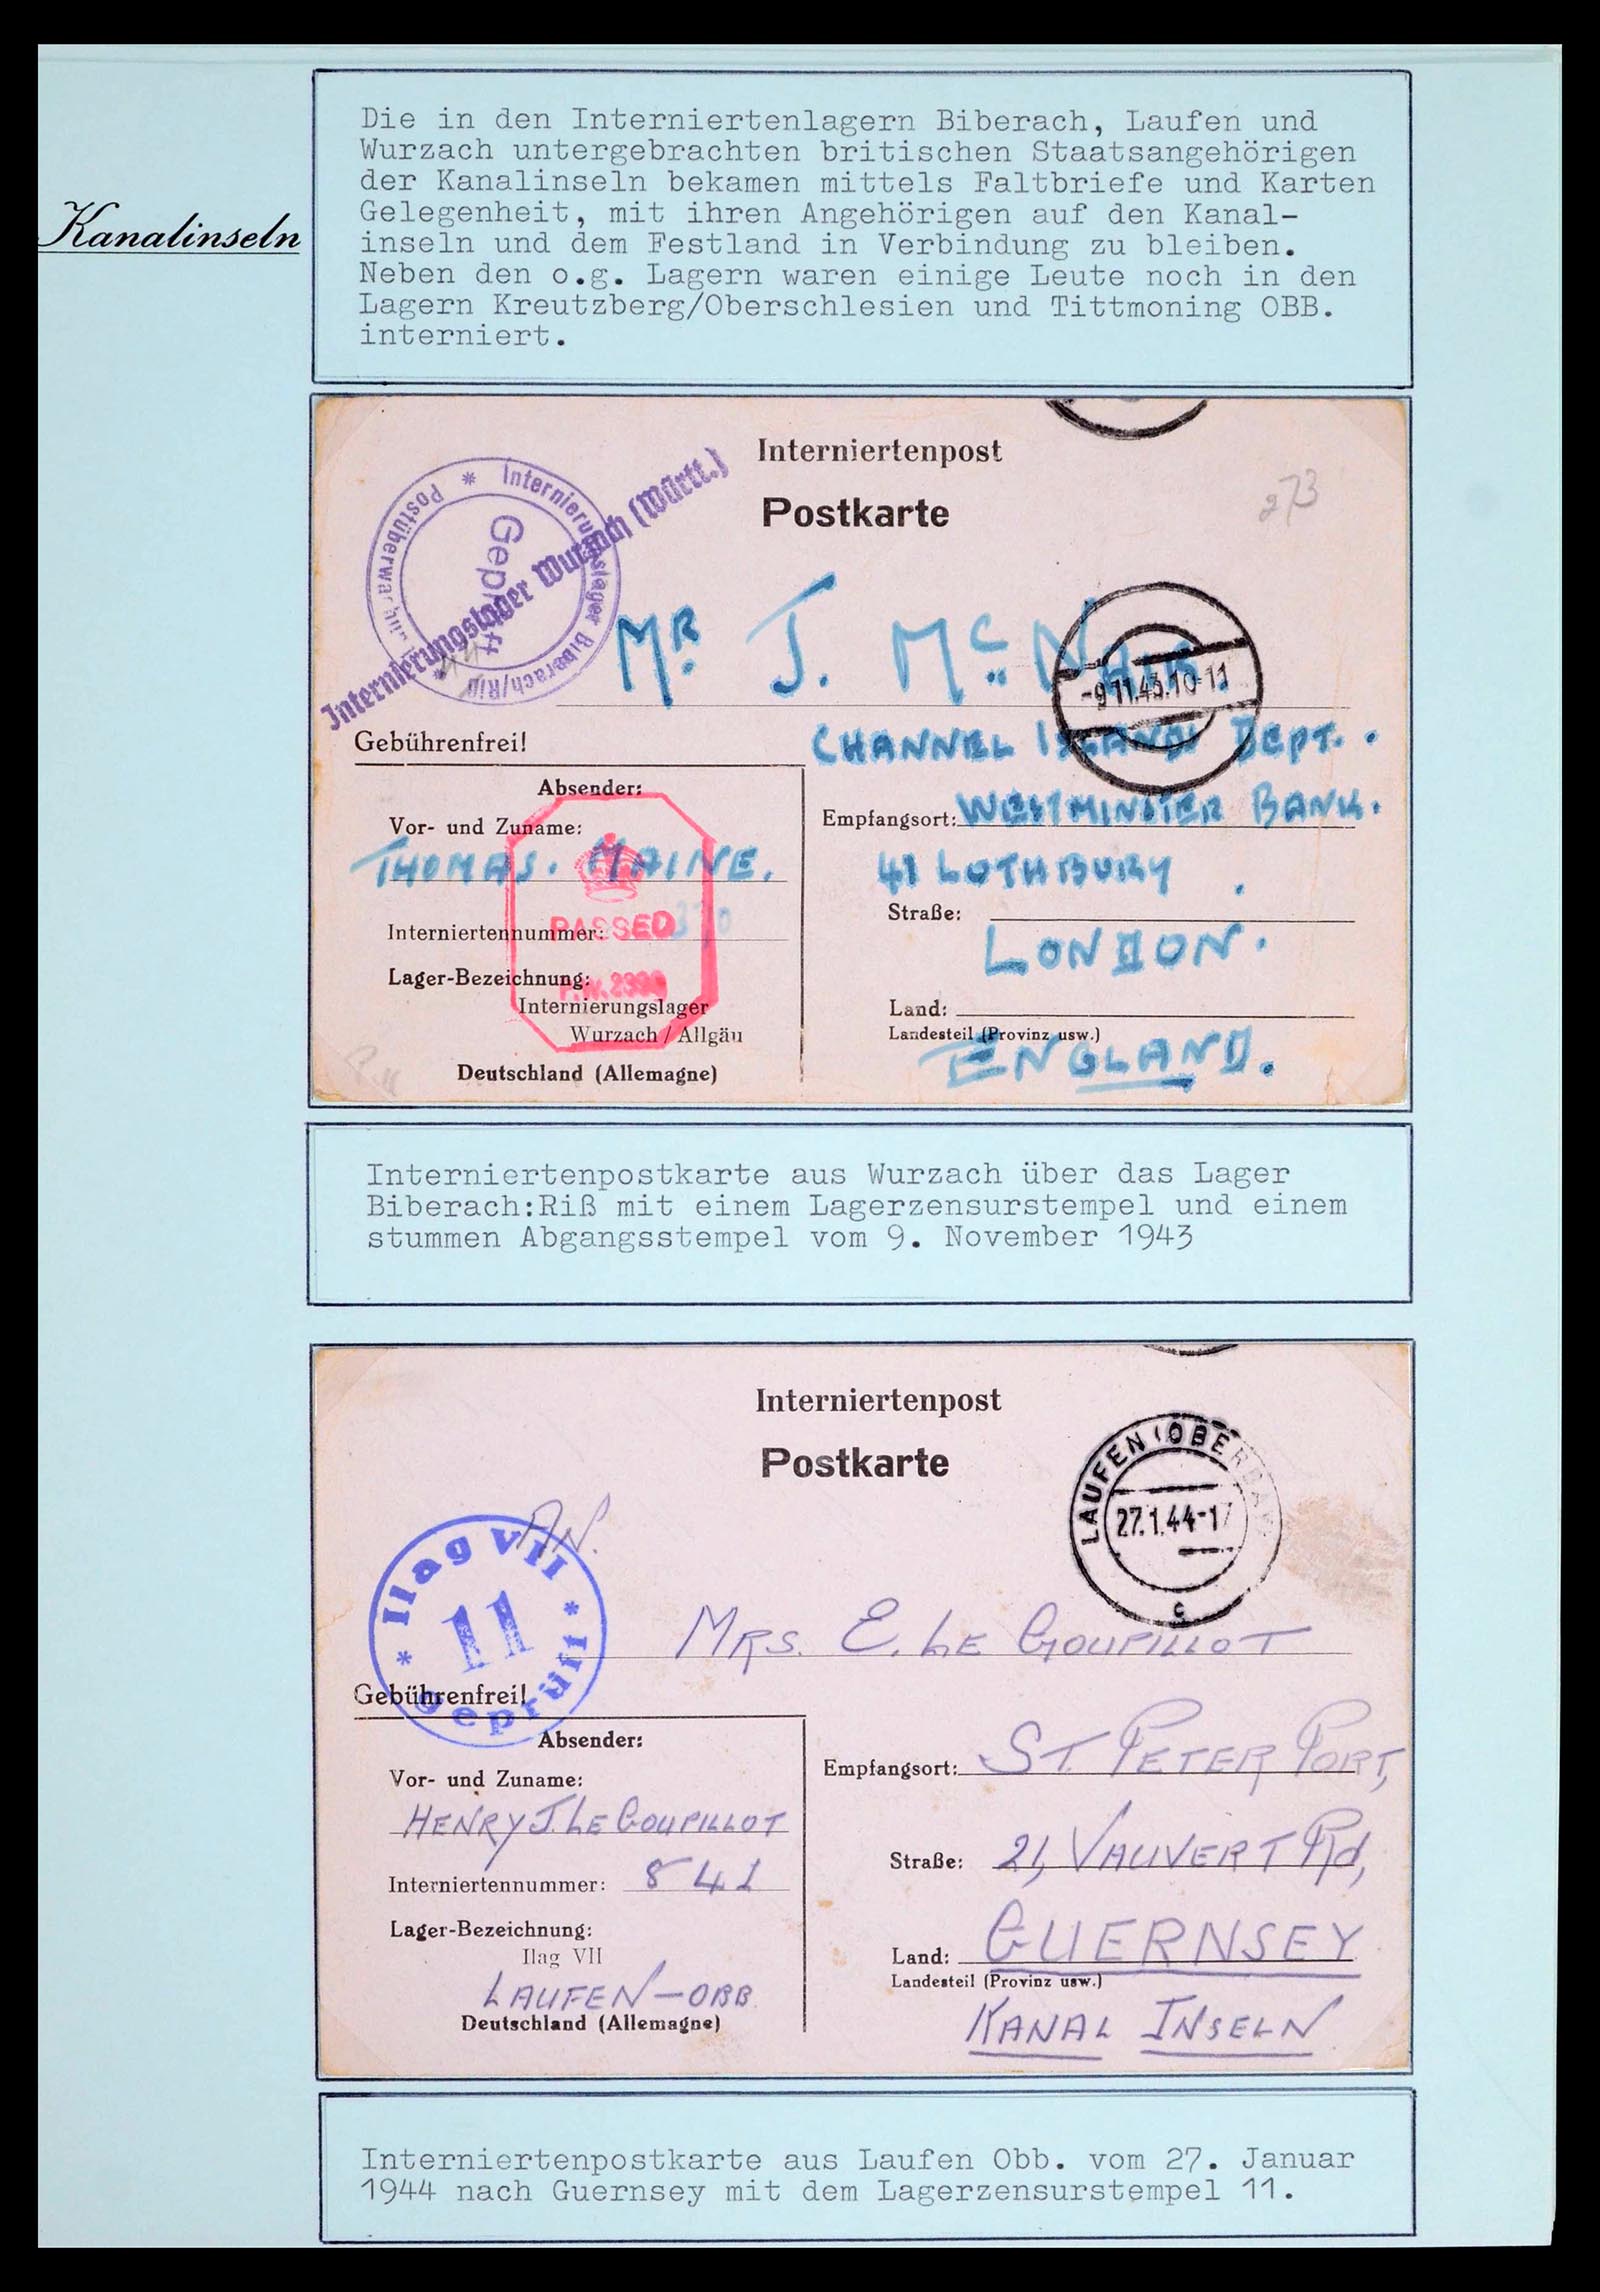 Kanalinseln
Die in den Interniertenlagern Biberach, Laufen und
Wurzach untergebrachten britischen Staatsangehörigen
der Kanalinseln bekamen mittels Faltbriefe und Karten
Gelegenheit, mit ihren Angehörigen auf den Kanal-
inseln und dem Festland in Verbindung zu bleiben.
Neben den o.g. Lagern waren einige Leute noch in den
Lagern Kreutzberg/Oberschlesien und Tittmoning OBB.
interniert.
Interniertenpost
Postkarte
273
Internierungslager Biberach/Riß
Postüberwachung
Geprüft
Internierungslager Wurzach (Württ.)
44
MR. J. Mc.
-9.11.43.10-11
CHANNEL ISLANDS DEPT.
Gebührenfrei!
Absender:
Vor- und Zuname:
THOMAS. MAINE.
Interniertennummer: 370
Lager-Bezeichnung:
Internierungslager
Wurzach / Allgäu
Deutschland (Allemagne)
PASSED
P.W.
Empfangsort: WESTMINSTER BANK.
41 LOTHBURY
Straße:
LONDON.
Land:
Landesteil (Provinz usw.)
ENGLAND.
Interniertenpostkarte aus Wurzach über das Lager
Biberach:Riß mit einem Lagerzensurstempel und einem
stummen Abgangsstempel vom 9. November 1943
Interniertenpost
Postkarte
LAUFEN (OBERBAY
27.1.44-17
c
AN.
Ilag VII
11
geprüft
MRS. E. LE GOUPILLOT
Gebührenfrei!
Absender:
Vor- und Zuname:
HENRY J. LE GOUPILLOT
Interniertennummer: 841
Lager-Bezeichnung:
Ilag VII
LAUFEN-OBB.
Deutschland (Allemagne)
Empfangsort: ST. PETER PORT,
Straße: 21, VAUVERT Rd,
Land: GUERNSEY
Landesteil (Provinz usw.)
KANAL INSELN
Interniertenpostkarte aus Laufen Obb. vom 27. Januar
1944 nach Guernsey mit dem Lagerzensurstempel 11.